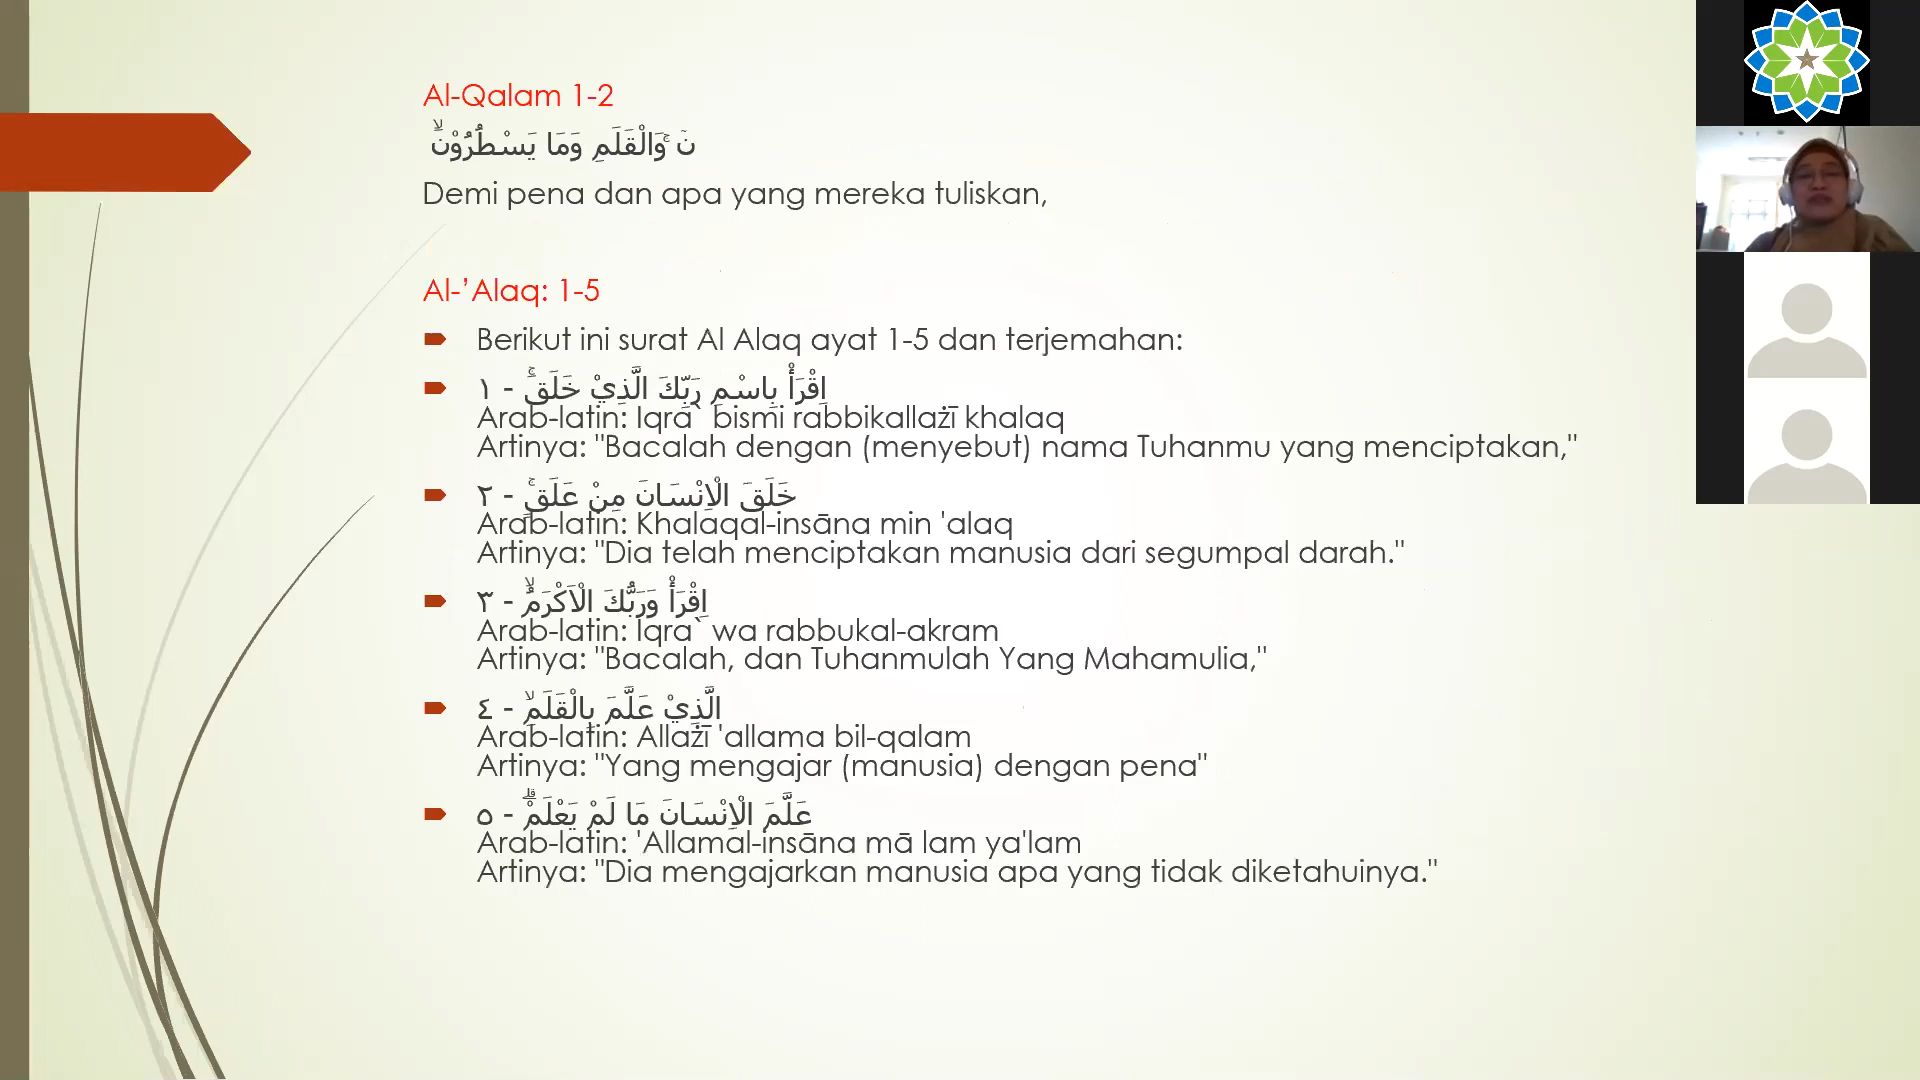 Al-Qalam 1-2
نۤ ۚوَالْقَلَمِ وَمَا يَسْطُرُوْنَۙ
Demi pena dan apa yang mereka tuliskan,
Al-’Alaq: 1-5
Berikut ini surat Al Alaq ayat 1-5 dan terjemahan:
اِقْرَأْ بِاسْمِ رَبِّكَ الَّذِيْ خَلَقَۚ - ١
Arab-latin: Iqra` bismi rabbikallażī khalaq
Artinya: "Bacalah dengan (menyebut) nama Tuhanmu yang menciptakan,"
خَلَقَ الْاِنْسَانَ مِنْ عَلَقٍۚ - ٢
Arab-latin: Khalaqal-insāna min 'alaq
Artinya: "Dia telah menciptakan manusia dari segumpal darah."
اِقْرَأْ وَرَبُّكَ الْاَكْرَمُۙ - ٣
Arab-latin: Iqra` wa rabbukal-akram
Artinya: "Bacalah, dan Tuhanmulah Yang Mahamulia,"
الَّذِيْ عَلَّمَ بِالْقَلَمِۙ - ٤
Arab-latin: Allażī 'allama bil-qalam
Artinya: "Yang mengajar (manusia) dengan pena"
عَلَّمَ الْاِنْسَانَ مَا لَمْ يَعْلَمْۗ - ٥
Arab-latin: 'Allamal-insāna mā lam ya'lam
Artinya: "Dia mengajarkan manusia apa yang tidak diketahuinya."